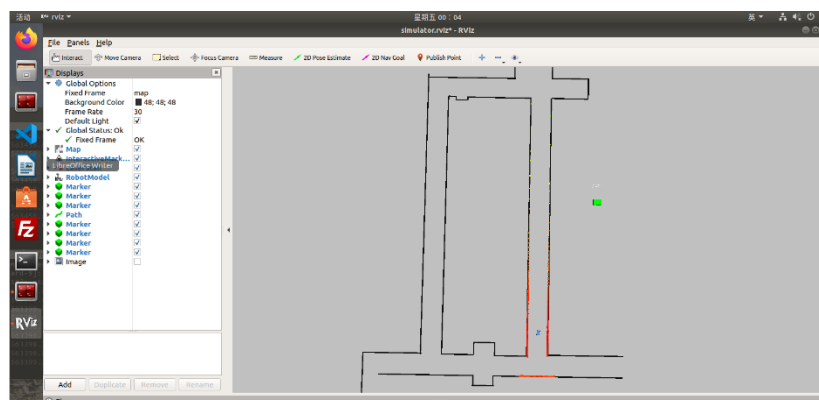 活动 RViz ▾ 星期五 00：04 英 ▾
simulator.rviz* - RViz
File Panels Help
Interact Move Camera Select Focus Camera Measure 2D Pose Estimate 2D Nav Goal Publish Point
Displays
Global Options
Fixed Frame map
Background Color 48; 48; 48
Frame Rate 30
Default Light
Global Status: Ok
Fixed Frame OK
Map
InteractiveMark...
LibreOffice Writer
RobotModel
Marker
Marker
Marker
Path
Marker
Marker
Marker
Marker
Image
RViz
Add Duplicate Remove Rename